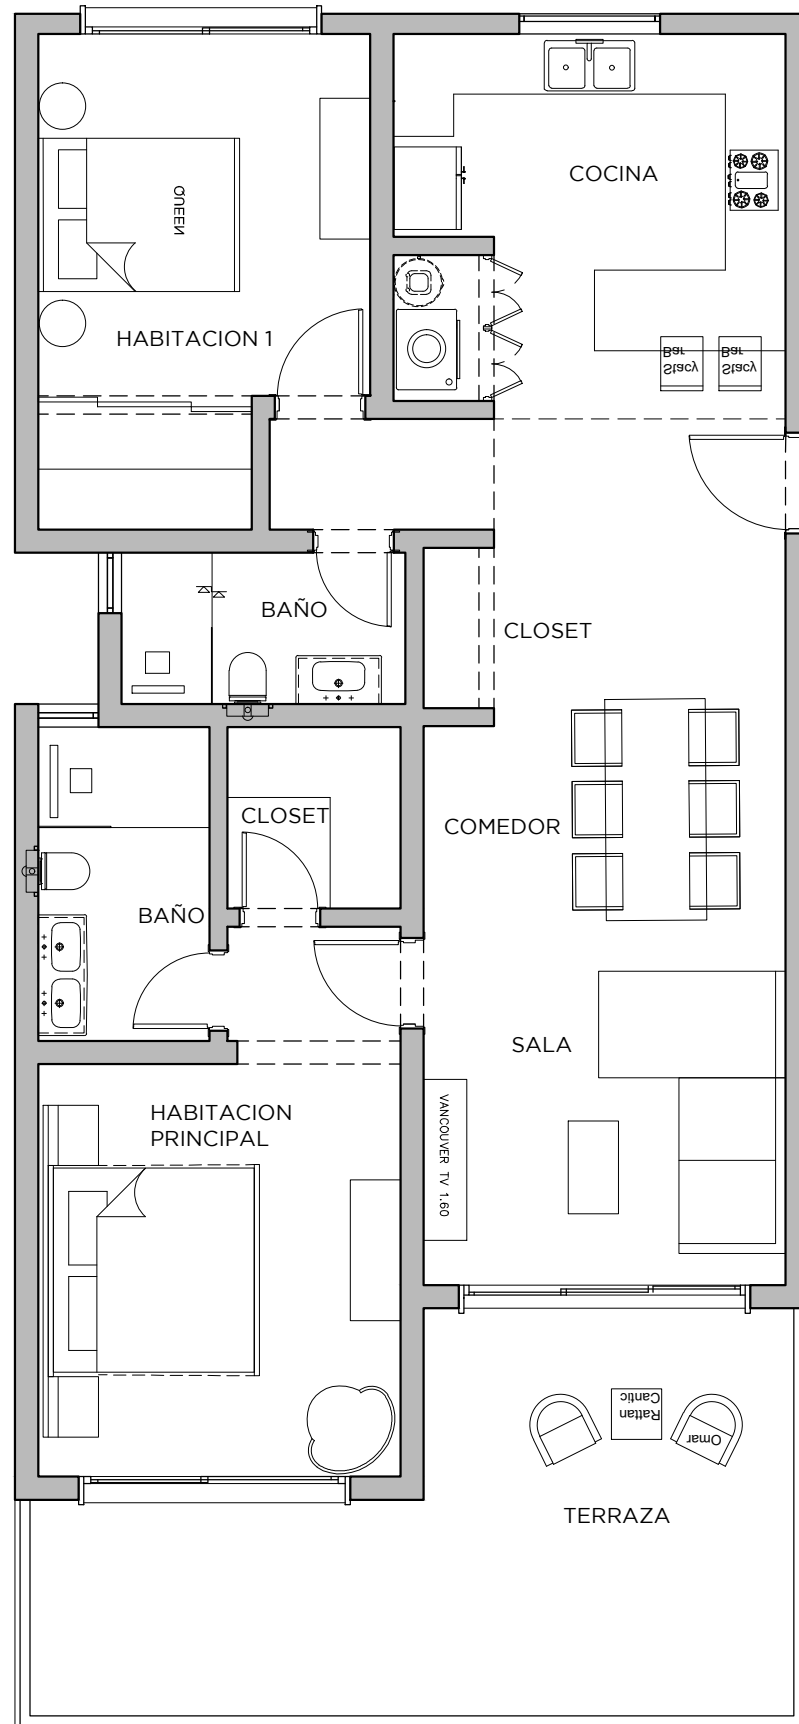 COCINA
QUEEN
HABITACION 1
Bar
Stacy
Bar
Stacy
BAÑO
CLOSET
CLOSET
COMEDOR
BAÑO
SALA
HABITACION
PRINCIPAL
VANCOUVER TV 1.60
Rattan
Cantic
Omar
TERRAZA